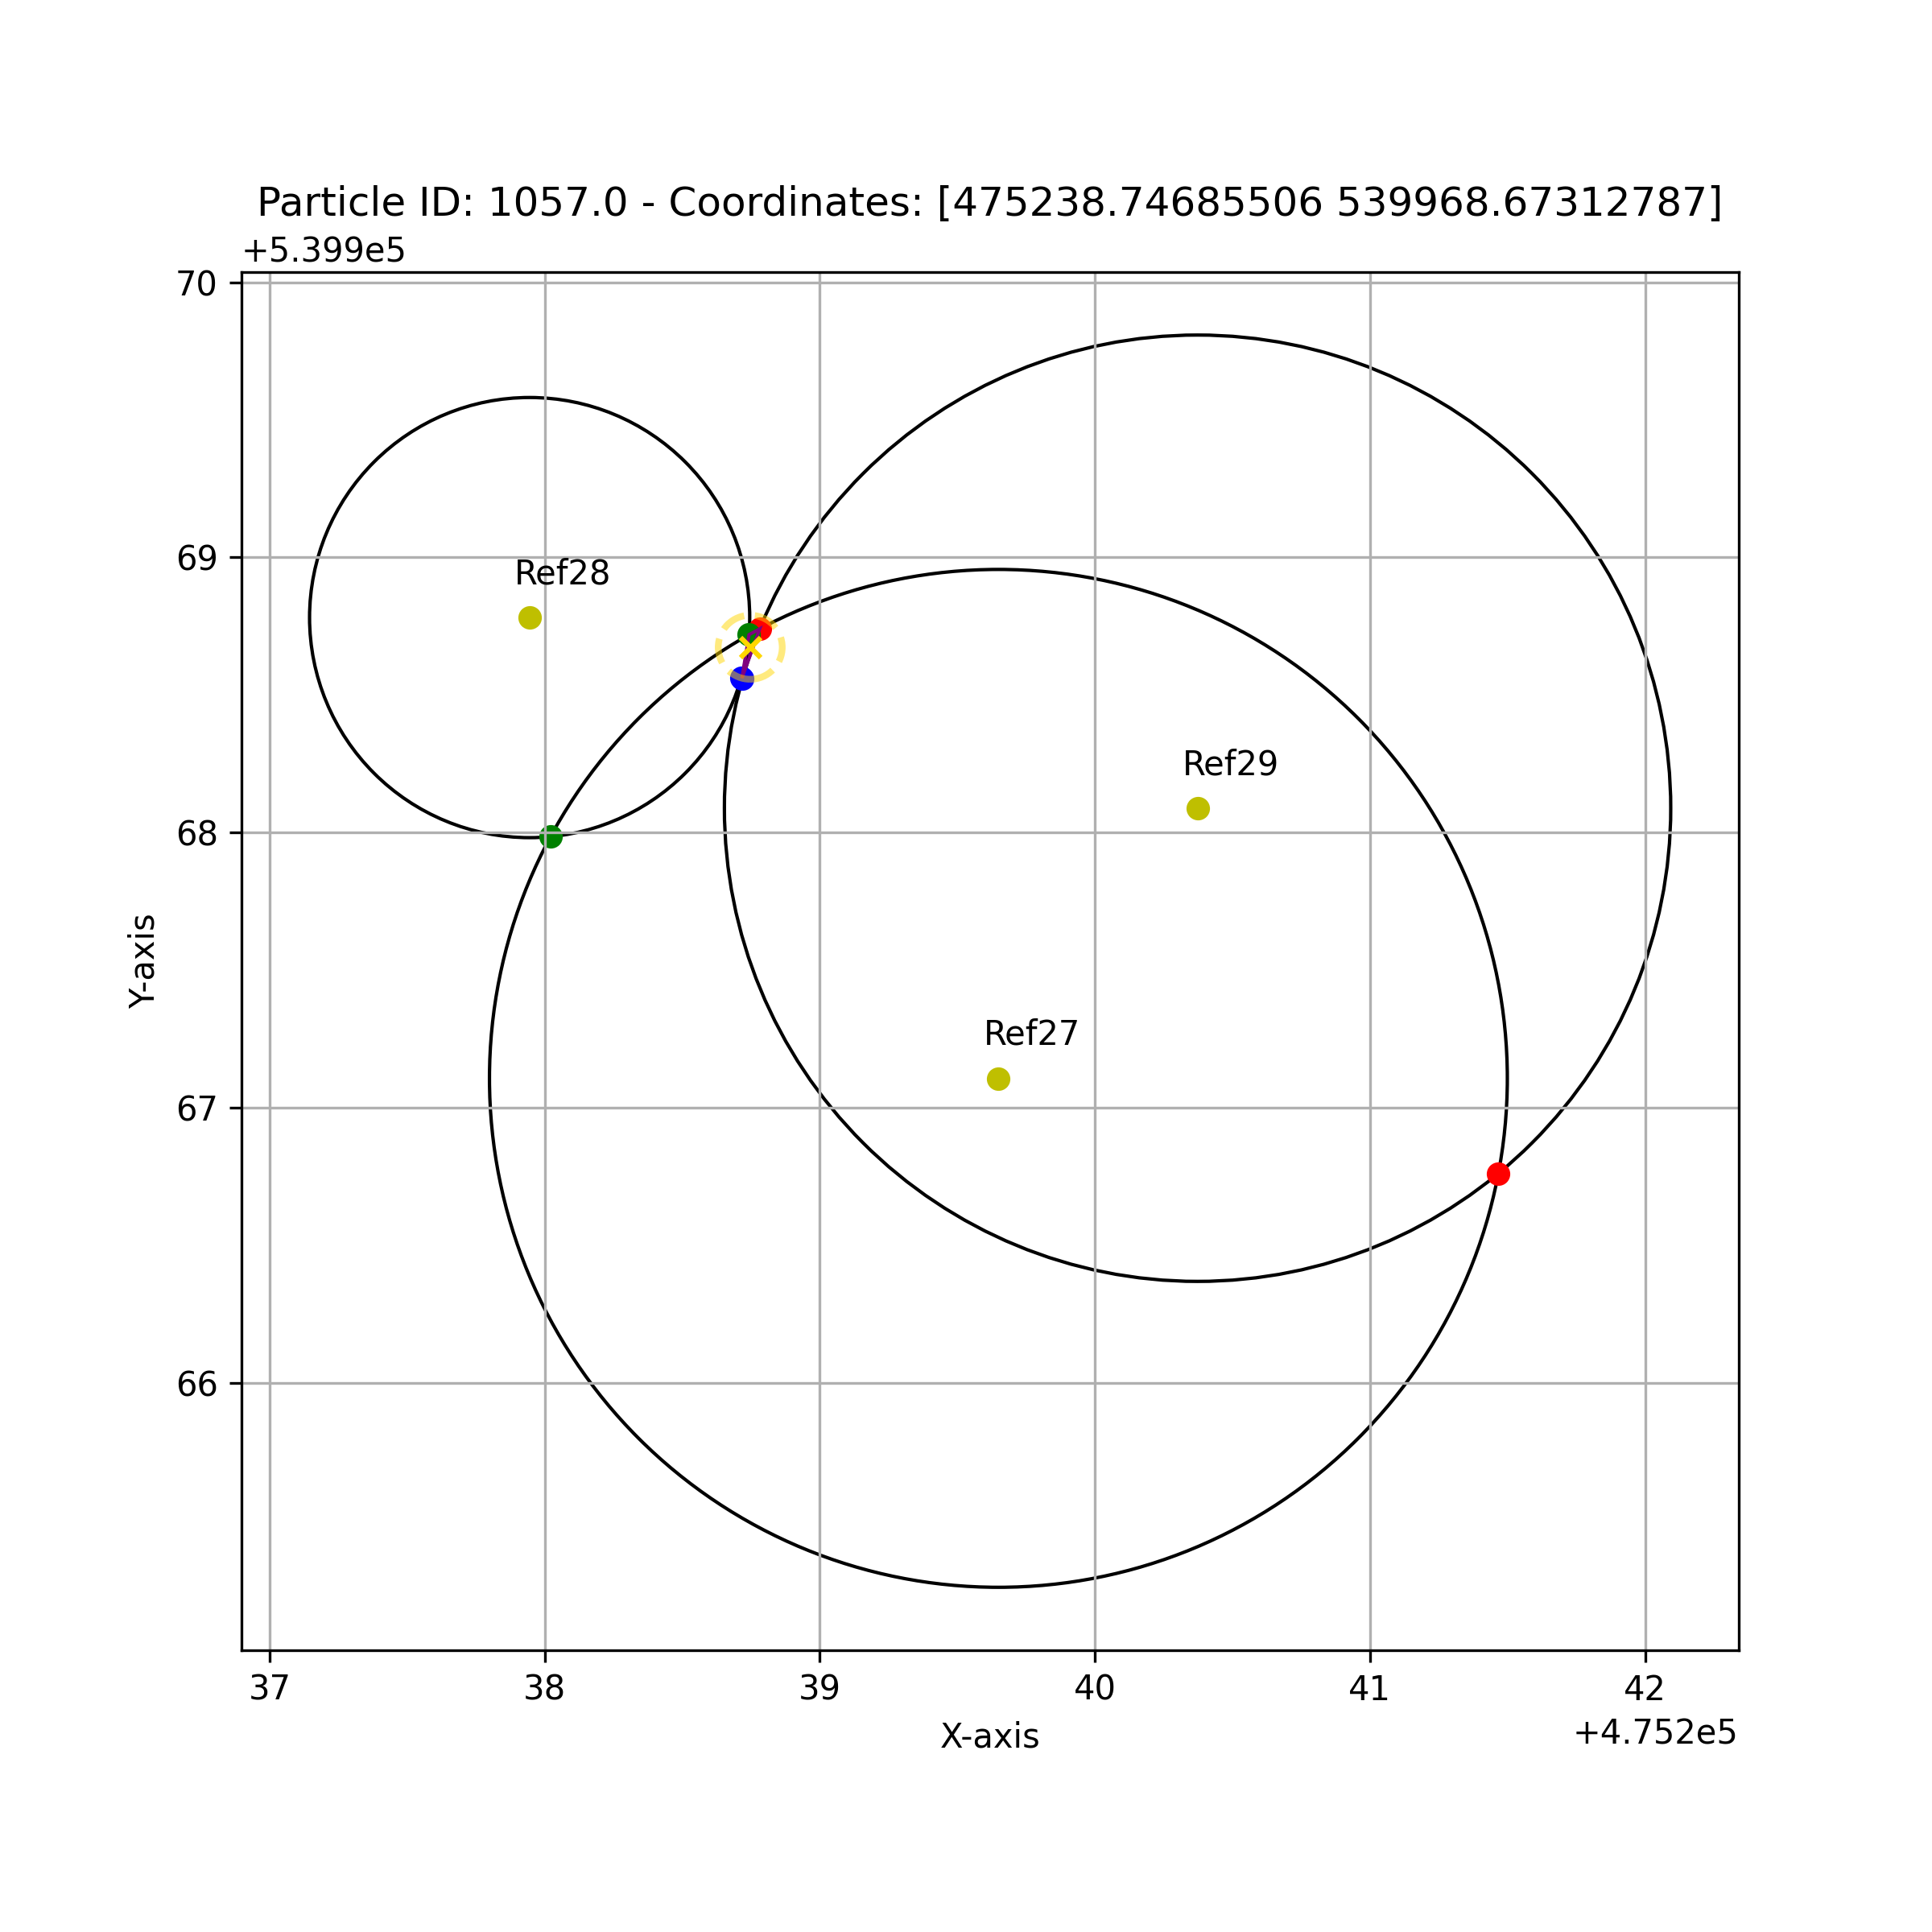 Particle ID: 1057.0 - Coordinates: [475238.74685506 539968.67312787]
+5.399e5
70
69
68
67
66
Y-axis
Ref28
Ref29
Ref27
37 38 39 40 41 42
X-axis
+4.752e5